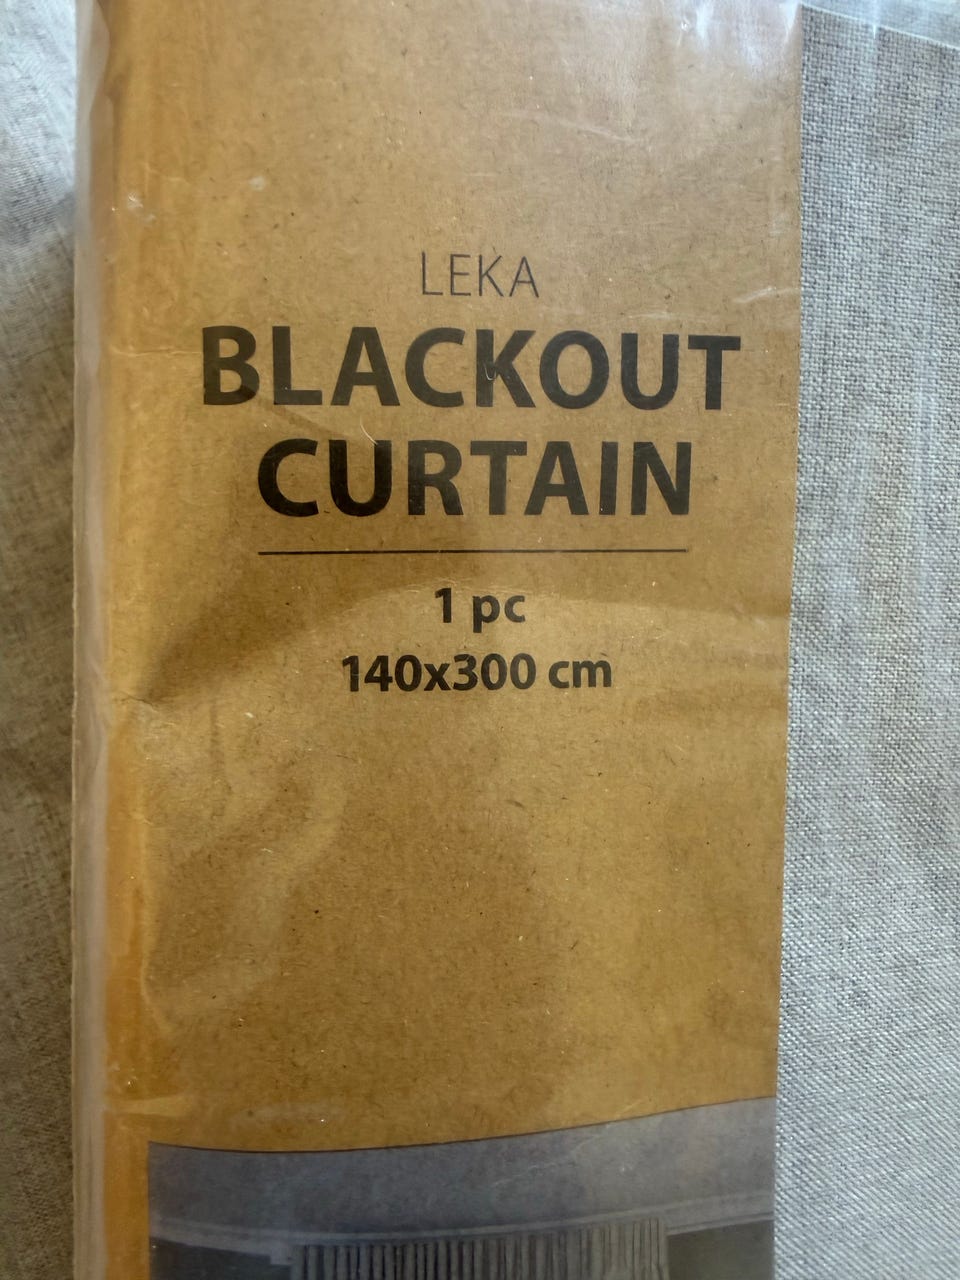 LEKA
BLACKOUT
CURTAIN
1 pc
140x300 cm